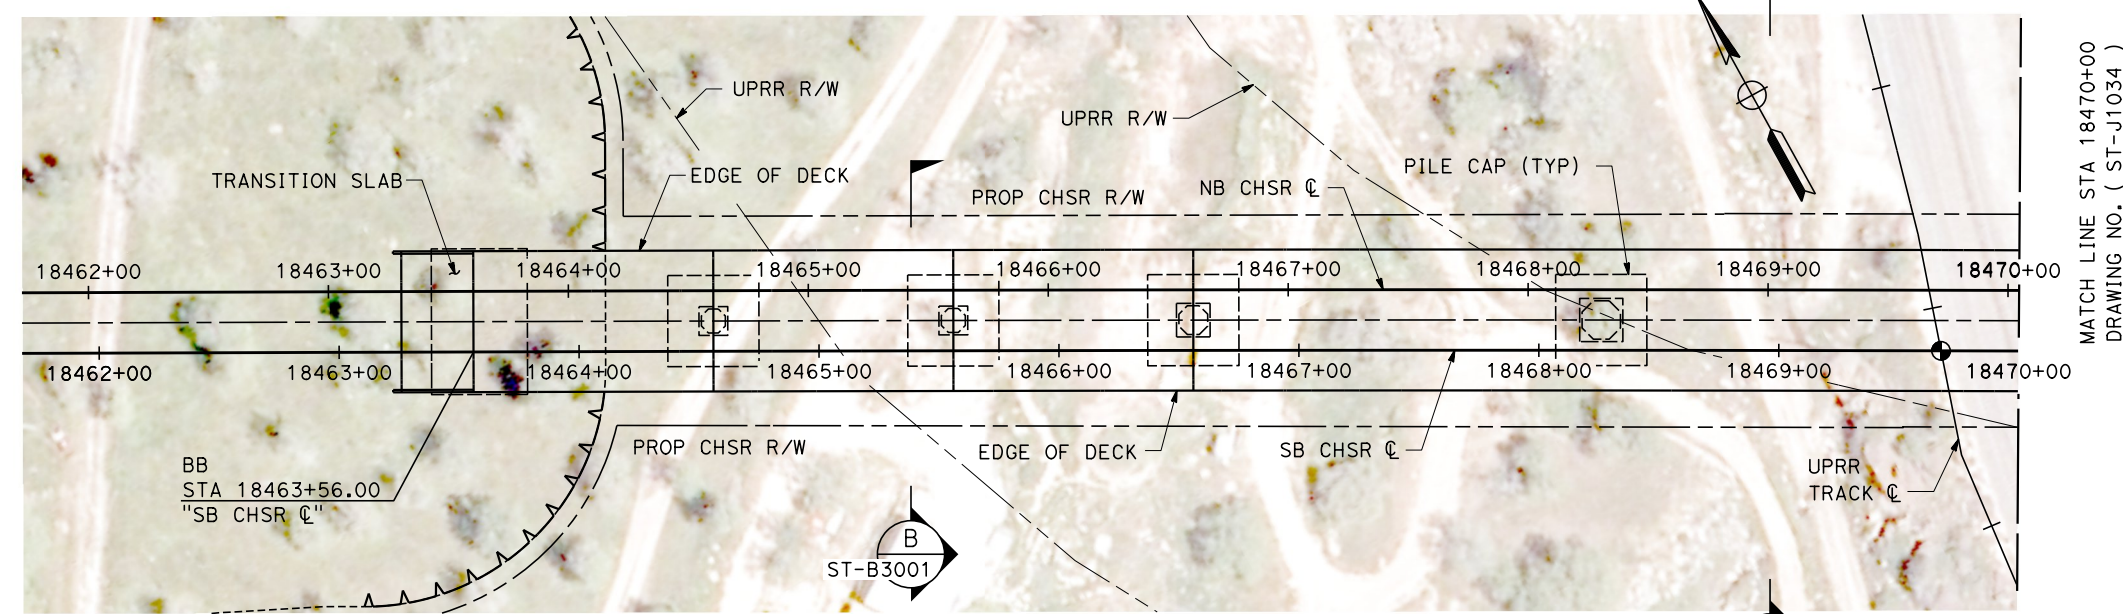 UPRR R/W
UPRR R/W
PILE CAP (TYP)
TRANSITION SLAB
EDGE OF DECK
NB CHSR ℄
PROP CHSR R/W
18462+00
18463+00
18464+00
18465+00
18466+00
18467+00
18468+00
18469+00
18470+00
18462+00
18463+00
18464+00
18465+00
18466+00
18467+00
18468+00
18469+00
18470+00
PROP CHSR R/W
EDGE OF DECK
SB CHSR ℄
BB
STA 18463+56.00
"SB CHSR ℄"
UPRR
TRACK ℄
B
ST-B3001
MATCH LINE STA 18470+00
DRAWING NO. ( ST-J1034 )